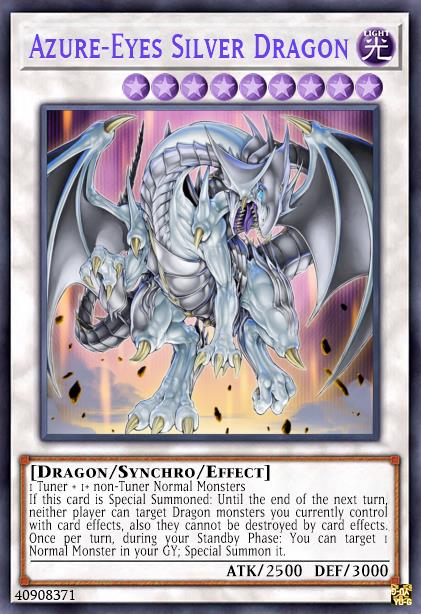 AZURE-EYES SILVER DRAGON
LIGHT
光
[DRAGON/SYNCHRO/EFFECT]
1 Tuner + 1+ non-Tuner Normal Monsters
If this card is Special Summoned: Until the end of the next turn,
neither player can target Dragon monsters you currently control
with card effects, also they cannot be destroyed by card effects.
Once per turn, during your Standby Phase: You can target 1
Normal Monster in your GY; Special Summon it.
ATK/2500 DEF/3000
40908371